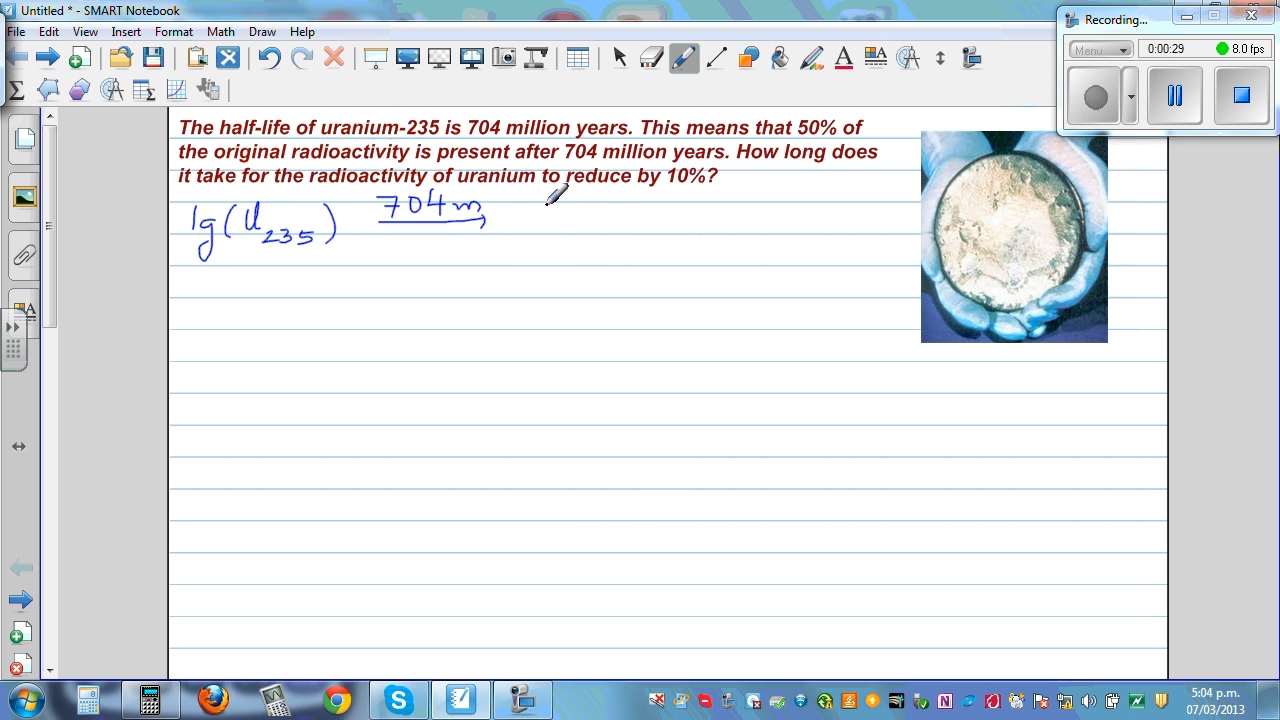 Untitled * - SMART Notebook
File Edit View Insert Format Math Draw Help
Recording...
Menu 0:00:29 8.0 fps
The half-life of uranium-235 is 704 million years. This means that 50% of
the original radioactivity is present after 704 million years. How long does
it take for the radioactivity of uranium to reduce by 10%?
1g (U235) 704 m
5:04 p.m.
07/03/2013